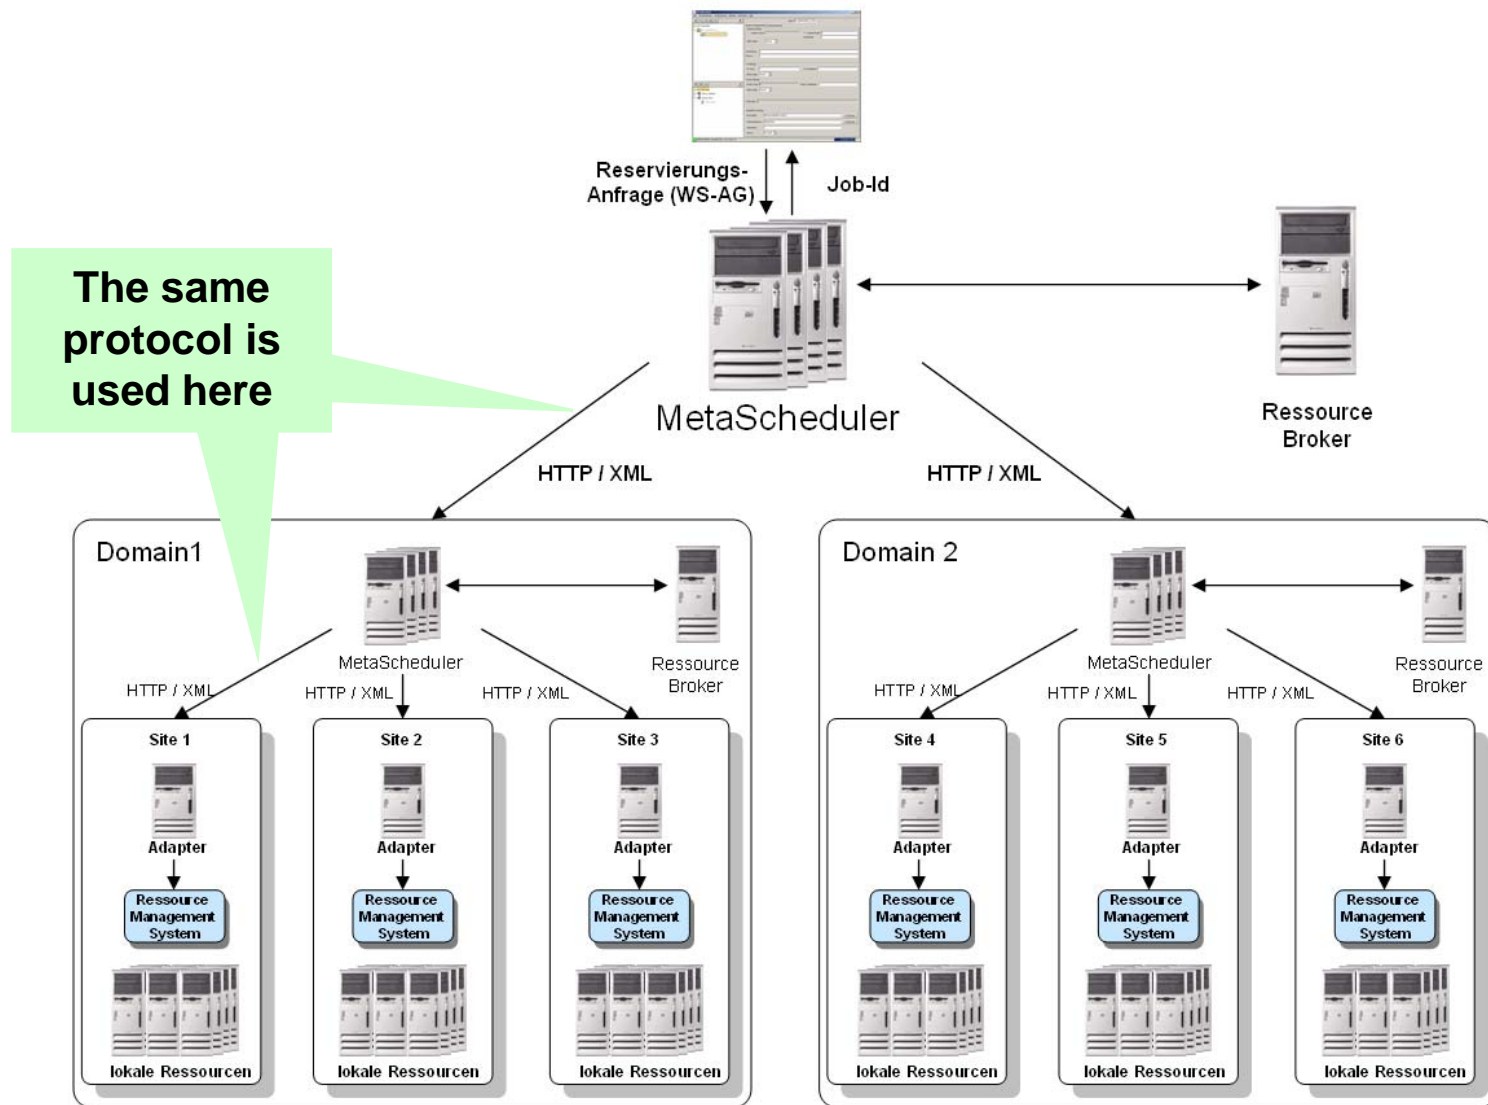 Reservierungs-
Anfrage (WS-AG)
Job-Id
The same
protocol is
used here
MetaScheduler
Ressource
Broker
HTTP / XML
HTTP / XML
Domain1
MetaScheduler
Ressource
Broker
HTTP / XML
HTTP / XML
HTTP / XML
Site 1
Adapter
Ressource
Management
System
lokale Ressourcen
Site 2
Adapter
Ressource
Management
System
lokale Ressourcen
Site 3
Adapter
Ressource
Management
System
lokale Ressourcen
Domain 2
MetaScheduler
Ressource
Broker
HTTP / XML
HTTP / XML
HTTP / XML
Site 4
Adapter
Ressource
Management
System
lokale Ressourcen
Site 5
Adapter
Ressource
Management
System
lokale Ressourcen
Site 6
Adapter
Ressource
Management
System
lokale Ressourcen